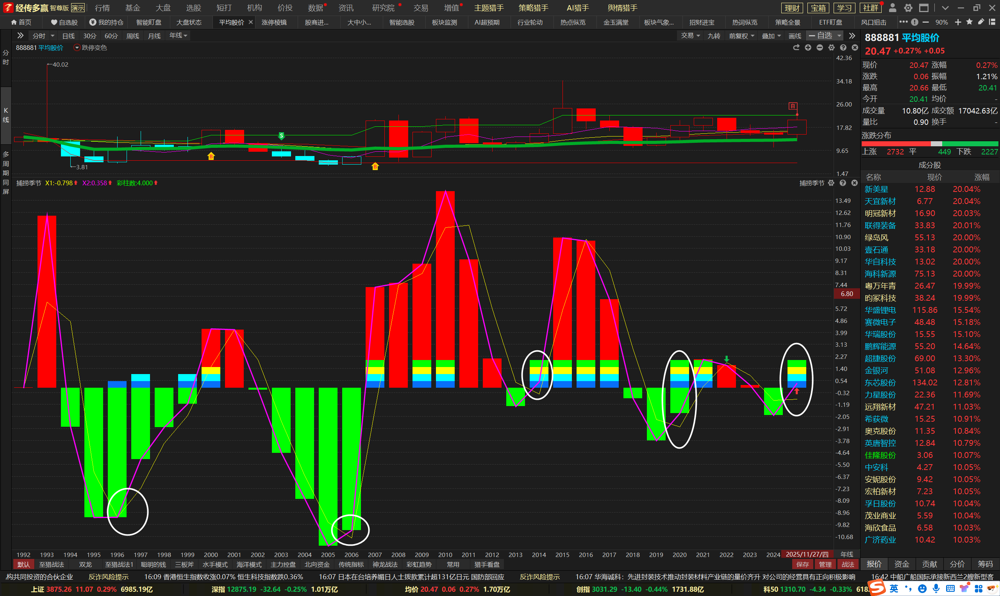 经传多赢 智尊版 演示 行情 基金 大盘 选股 短打 机构 价投 数据 资讯 研究院 交易 增值 主题猎手 策略猎手 AI猎手 舆情猎手 理财 宝箱 学习 社群
首页 自选股 我的持仓 智能盯盘 大盘状态 平均股价 涨停棱镜 股商进... 大中小... 智能选股 板块监测 AI超预期 行业轮动 热点纵览 金玉满堂 板块气象... 招财进宝 热词纵览 策略全景 ETF盯盘 风口狙击 90%
分时 日线 30分 60分 周线 月线 年线 交易 九转 前复权 叠加 画线 自选
888881 平均股价 跌停变色
分时
K线
多周期同屏
40.02
3.81
S
B
B
自
42.36
34.18
26.00
17.82
9.65
1.47
捕捞季节 X1:-0.798 X2:0.358 彩柱数:4.000 捕捞季节
13.49
12.62
11.76
10.90
10.03
9.17
8.31
7.44
6.80
5.72
4.86
3.99
3.13
2.27
1.40
0.54
-0.32
-1.19
-2.05
-2.91
-3.78
-4.64
-5.50
-6.37
-7.23
-8.09
-8.96
-9.82
-10.68
1992 1993 1994 1995 1996 1997 1998 1999 2000 2001 2002 2003 2004 2005 2006 2007 2008 2009 2010 2011 2012 2013 2014 2015 2016 2017 2018 2019 2020 2021 2022 2023 2024 2025/11/27/四 年线
默认 至猎战法 双龙 至猎战法1 聪明的钱 三板斧 水手模式 海洋模式 主力控盘 北向资金 传统指标 神龙战法 彩虹趋势 常用 猎手看盘 保存 管理 战法
888881 平均股价
20.47 +0.27% +0.05
现价 20.47 涨幅 0.27%
涨跌 0.06 振幅 1.21%
最高 20.66 最低 20.41
今开 20.41 均价 -
成交量 10.80亿 成交额 17042.63亿
量比 0.90 换手 -
涨跌分布
上涨 2732 平 449 下跌 2227
成分股
名称 现价 涨幅
新美星 12.88 20.04%
天宜新材 6.77 20.04%
明冠新材 16.90 20.03%
联得装备 33.83 20.01%
绿岛风 55.13 20.00%
壹石通 33.18 20.00%
华自科技 13.02 20.00%
海科新源 75.13 20.00%
粤万年青 26.47 19.99%
昀冢科技 38.24 19.99%
华盛锂电 115.86 15.54%
赛微电子 48.48 15.18%
华瑞股份 15.55 15.10%
鹏辉能源 55.20 14.64%
超捷股份 69.00 13.30%
金银河 51.08 12.96%
东芯股份 134.02 12.81%
力星股份 22.36 11.69%
远翔新材 47.21 11.03%
希荻微 15.25 10.91%
奥克股份 11.35 10.84%
英唐智控 12.84 10.79%
佳隆股份 3.06 10.07%
中安科 4.27 10.05%
安妮股份 9.42 10.05%
宏柏新材 7.23 10.05%
孚日股份 10.74 10.04%
茂业商业 5.59 10.04%
海欣食品 6.58 10.03%
广济药业 10.42 10.03%
报价 资金 贡献 分价 筹码
构共同投资的合伙企业 反诈风险提示 16:09 香港恒生指数收涨0.07% 恒生科技指数跌0.36% 16:07 日本在台培养媚日人士拨款累计超131亿日元 国防部回应 反诈风险提示 16:07 华海诚科：先进封装技术推动封装材料产业链的量价齐升 对公司的经营具有正向积极影响 16:42 中船广船国际承接新西兰2艘新型客
上证 3875.26 11.07 0.29% 6985.19亿 深指 12875.19 -32.64 -0.25% 1.01万亿 均价 20.47 0.06 0.27% 1.70万亿 创指 3031.29 -13.40 -0.44% 1731.88亿 科50 1310.70 -4.34 -0.33% 618
S 英